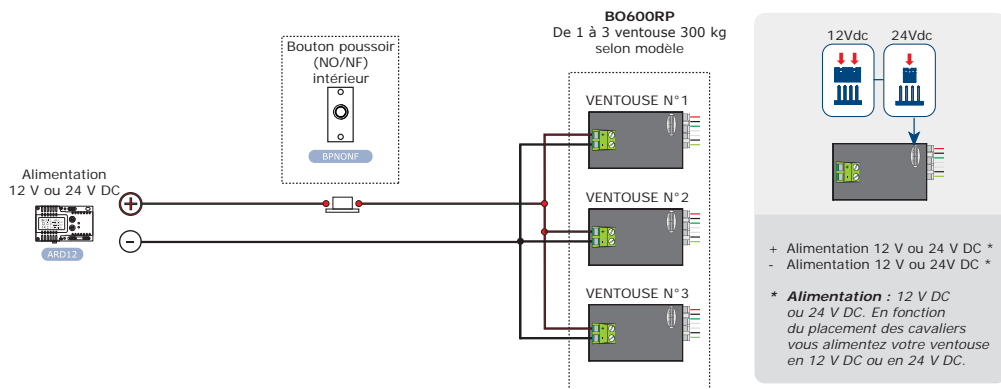 BO600RP
De 1 à 3 ventouse 300 kg
selon modèle
Bouton poussoir
(NO/NF)
intérieur
BPNONF
Alimentation
12 V ou 24 V DC
+
-
ARD12
VENTOUSE N°1
VENTOUSE N°2
VENTOUSE N°3
12Vdc
24Vdc
+ Alimentation 12 V ou 24 V DC *
- Alimentation 12 V ou 24V DC *
* Alimentation : 12 V DC
ou 24 V DC. En fonction
du placement des cavaliers
vous alimentez votre ventouse
en 12 V DC ou en 24 V DC.